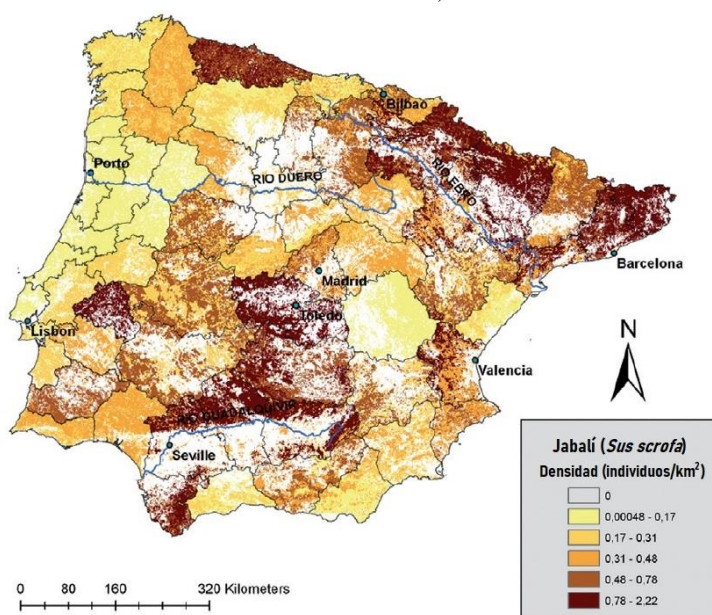 Bilbao
Porto
RIO DUERO
RIO EBRO
Barcelona
Madrid
Toledo
Lisbon
Valencia
N
RIO GUADALQUIVIR
Seville
Jabalí (Sus scrofa)
Densidad (individuos/km²)
0
0,00048 - 0,17
0,17 - 0,31
0,31 - 0,48
0,48 - 0,78
0,78 - 2,22
0 80 160 320 Kilometers